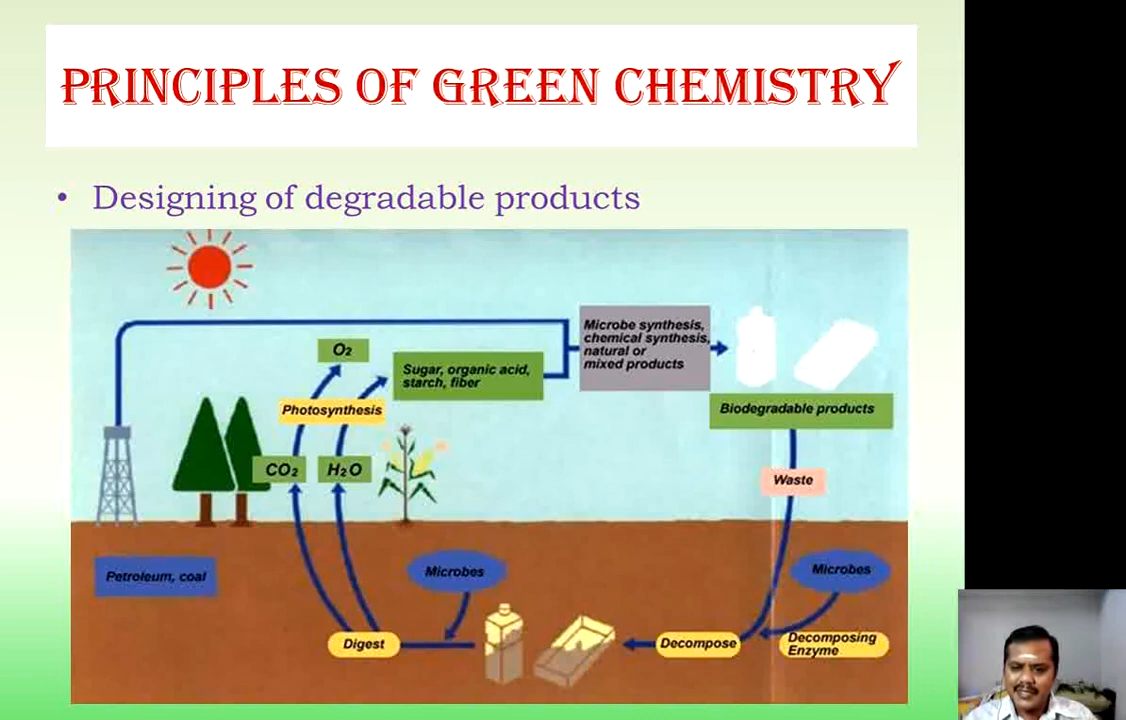 PRINCIPLES OF GREEN CHEMISTRY
• Designing of degradable products
O₂
Sugar, organic acid,
starch, fiber
Microbe synthesis,
chemical synthesis,
natural or
mixed products
Photosynthesis
Biodegradable products
CO₂
H₂O
Waste
Petroleum, coal
Microbes
Microbes
Digest
Decompose
Decomposing
Enzyme